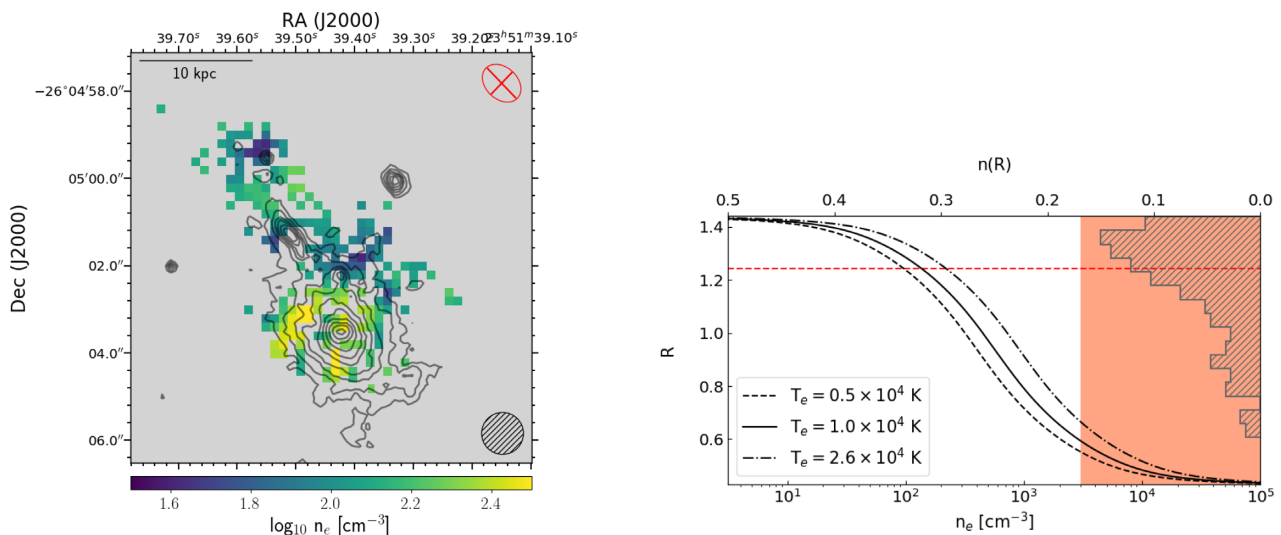 RA (J2000)
39.70ˢ 39.60ˢ 39.50ˢ 39.40ˢ 39.30ˢ 39.20ˢ 23ʰ51ᵐ39.10ˢ
10 kpc
−26°04′58.0″
05′00.0″
02.0″
04.0″
06.0″
Dec (J2000)
1.6 1.8 2.0 2.2 2.4
log₁₀ nₑ [cm⁻³]
n(R)
0.5 0.4 0.3 0.2 0.1 0.0
1.4
1.2
1.0
0.8
0.6
R
Tₑ = 0.5 × 10⁴ K
Tₑ = 1.0 × 10⁴ K
Tₑ = 2.6 × 10⁴ K
10¹ 10² 10³ 10⁴ 10⁵
nₑ [cm⁻³]